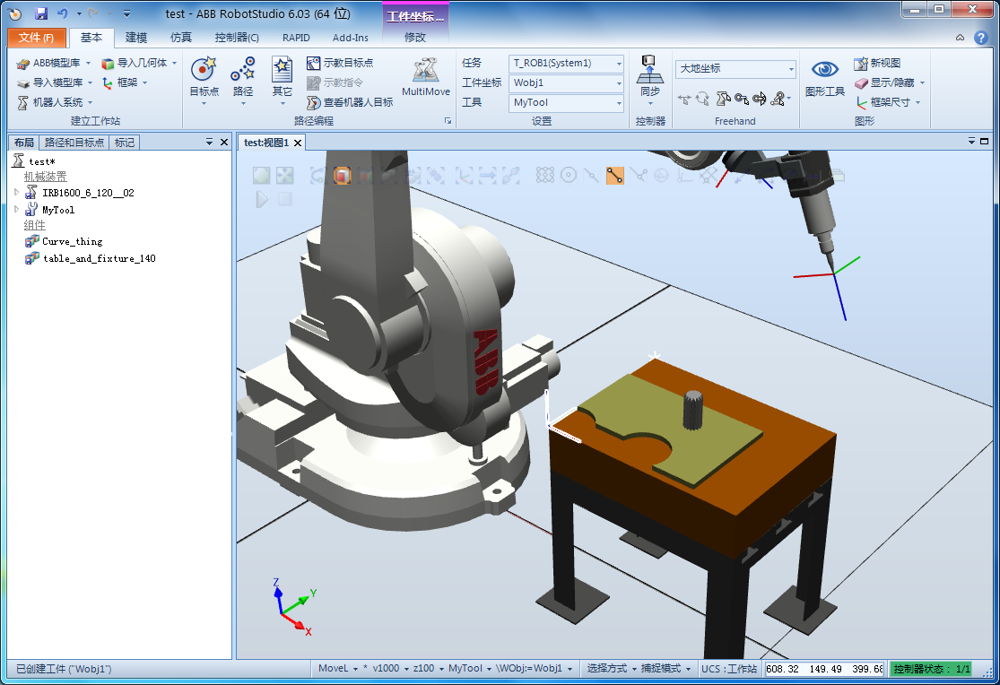 test - ABB RobotStudio 6.03 (64 位)
工件坐标...
文件(F) 基本 建模 仿真 控制器(C) RAPID Add-Ins 修改
ABB模型库 导入几何体
导入模型库 框架
机器人系统
建立工作站
目标点 路径 其它
示教目标点
示教指令
查看机器人目标
MultiMove
路径编程
任务 T_ROB1(System1)
工件坐标 Wobj1
工具 MyTool
设置
同步
控制器
大地坐标
Freehand
图形工具
新视图
显示/隐藏
框架尺寸
图形
布局 路径和目标点 标记
test:视图1
test*
机械装置
IRB1600_6_120__02
MyTool
组件
Curve_thing
table_and_fixture_140
ABB
Z
Y
X
已创建工件 ("Wobj1")
MoveL * v1000 z100 MyTool \WObj:=Wobj1 选择方式 捕捉模式 UCS : 工作站 608.32 149.49 399.68 控制器状态： 1/1